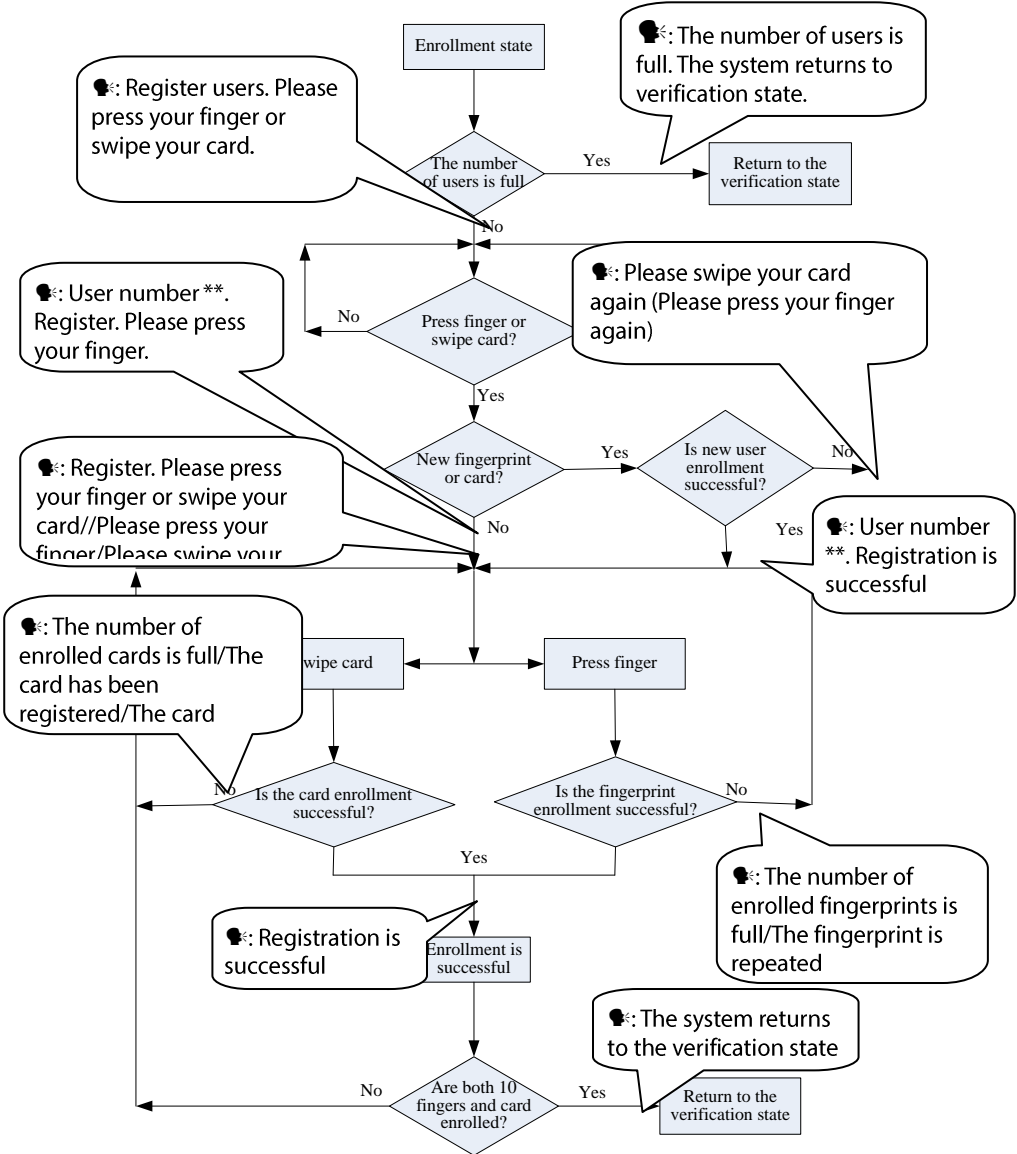 Enrollment state
: The number of users is
full. The system returns to
verification state.
: Register users. Please
press your finger or
swipe your card.
The number
of users is full
Yes
Return to the
verification state
No
: User number **.
Register. Please press
your finger.
No
Press finger or
swipe card?
: Please swipe your card
again (Please press your finger
again)
Yes
: Register. Please press
your finger or swipe your
card//Please press your
finger/Please swipe your
New fingerprint
or card?
Yes
Is new user
enrollment
successful?
No
No
Yes
: User number
**. Registration is
successful
: The number of
enrolled cards is full/The
card has been
registered/The card
wipe card
Press finger
No
Is the card enrollment
successful?
Is the fingerprint
enrollment successful?
No
Yes
: The number of
enrolled fingerprints is
full/The fingerprint is
repeated
: Registration is
successful
Enrollment is
successful
: The system returns
to the verification state
No
Are both 10
fingers and card
enrolled?
Yes
Return to the
verification state